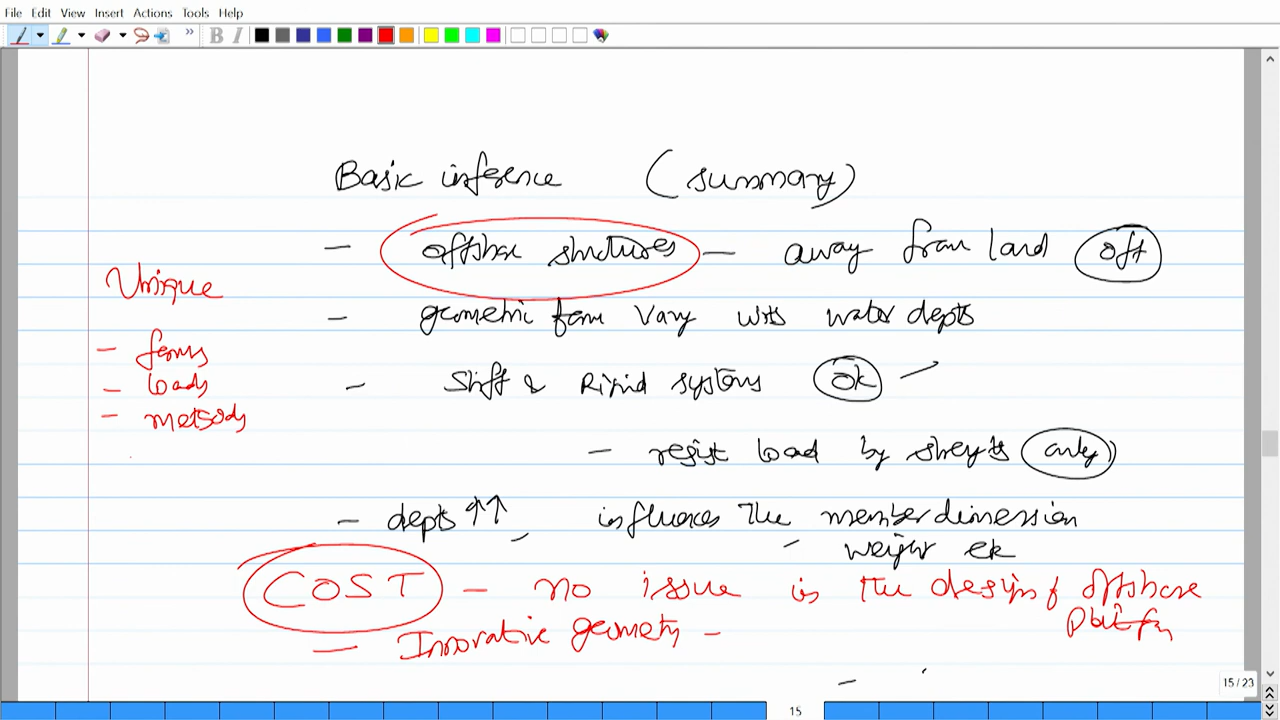 File Edit View Insert Actions Tools Help
B I
Basic inference (summary)
- offshore structures - away from land off
Unique
- forms
- loads
- methods
- geometric form vary with water depth
- Stiff & Rigid systems ok
- resist load by strength only
- depth ↑↑ influences the member dimension
weight etc
COST - no issue in the design of offshore
platform
- Innovative geometry -
15 / 23
15